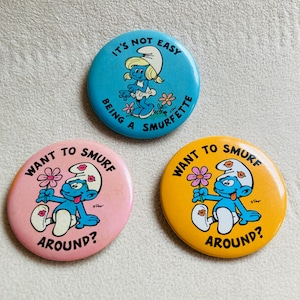 IT'S NOT EASY
BEING A SMURFETTE
WANT TO SMURF
AROUND?
WANT TO SMURF
AROUND?